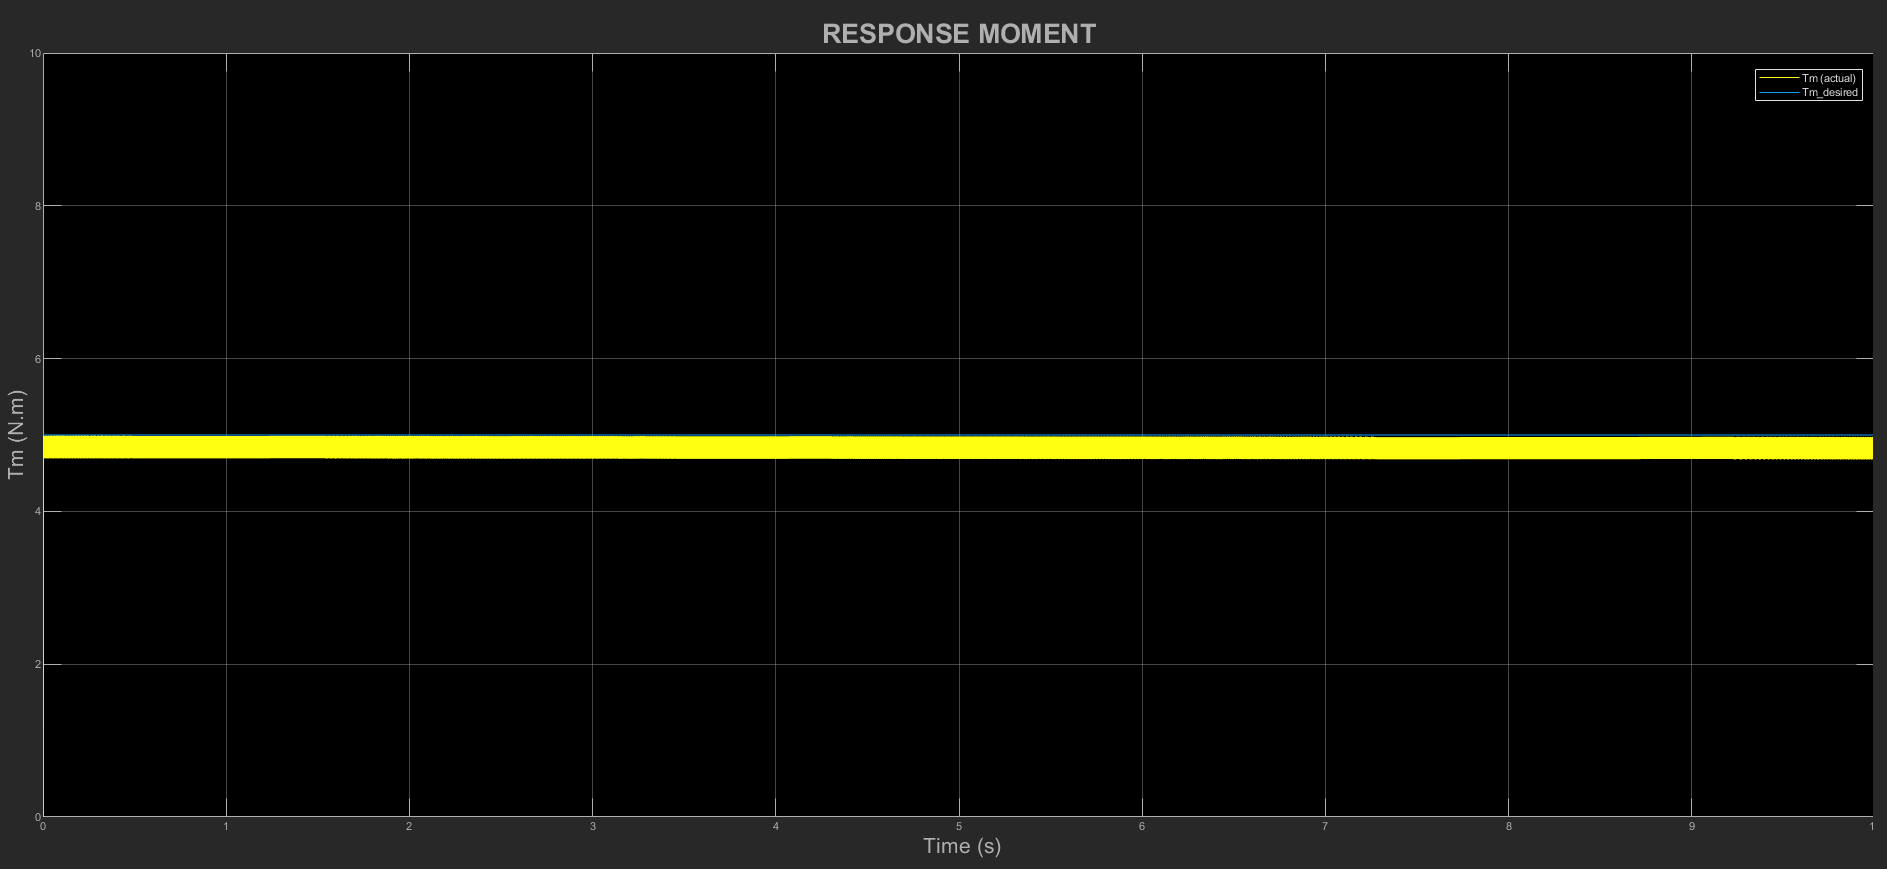 RESPONSE MOMENT
Tm (actual)
Tm_desired
Tm (N.m)
10
8
6
4
2
0
0 1 2 3 4 5 6 7 8 9 1
Time (s)